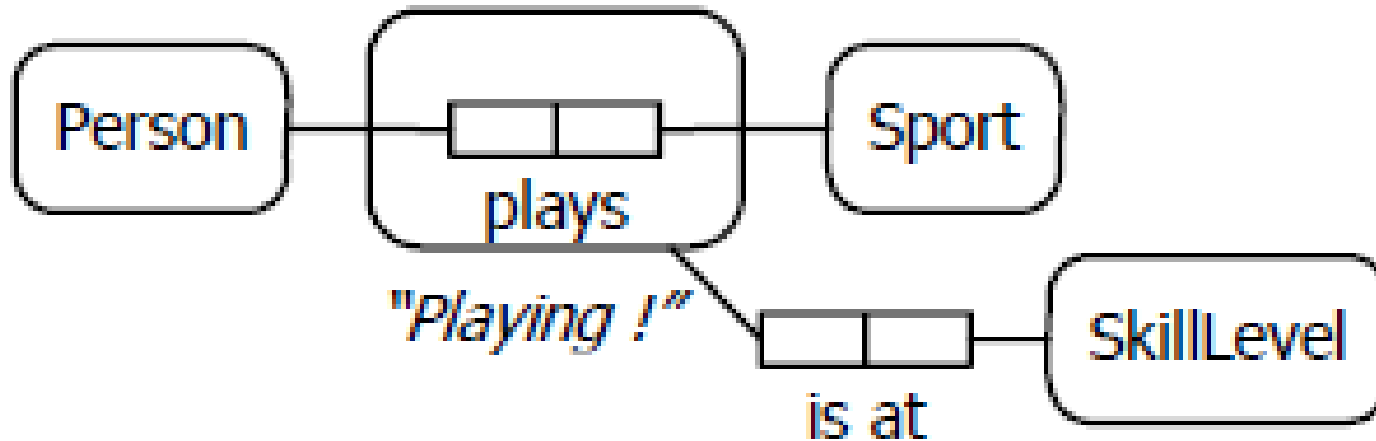 Person
Sport
plays
"Playing !"
SkillLevel
is at